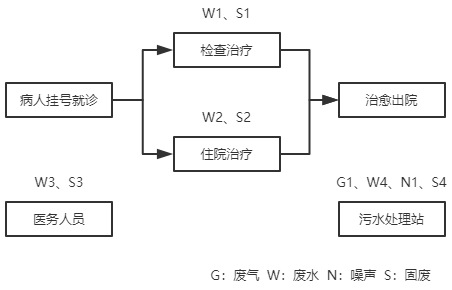 W1、S1
检查治疗
病人挂号就诊
治愈出院
W2、S2
住院治疗
W3、S3
医务人员
G1、W4、N1、S4
污水处理站
G：废气 W：废水 N：噪声 S：固废